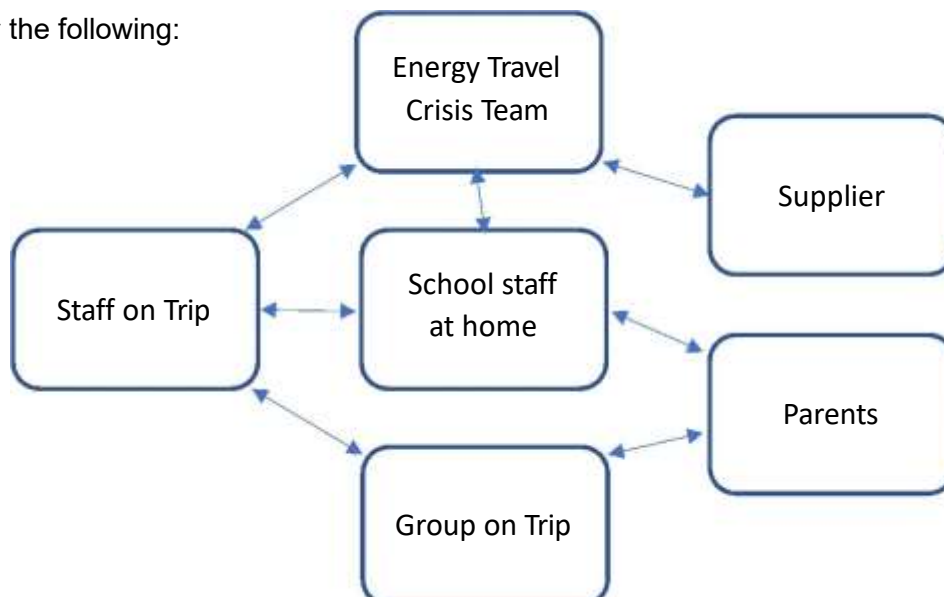 the following:
Energy Travel
Crisis Team
Supplier
Staff on Trip
School staff
at home
Parents
Group on Trip